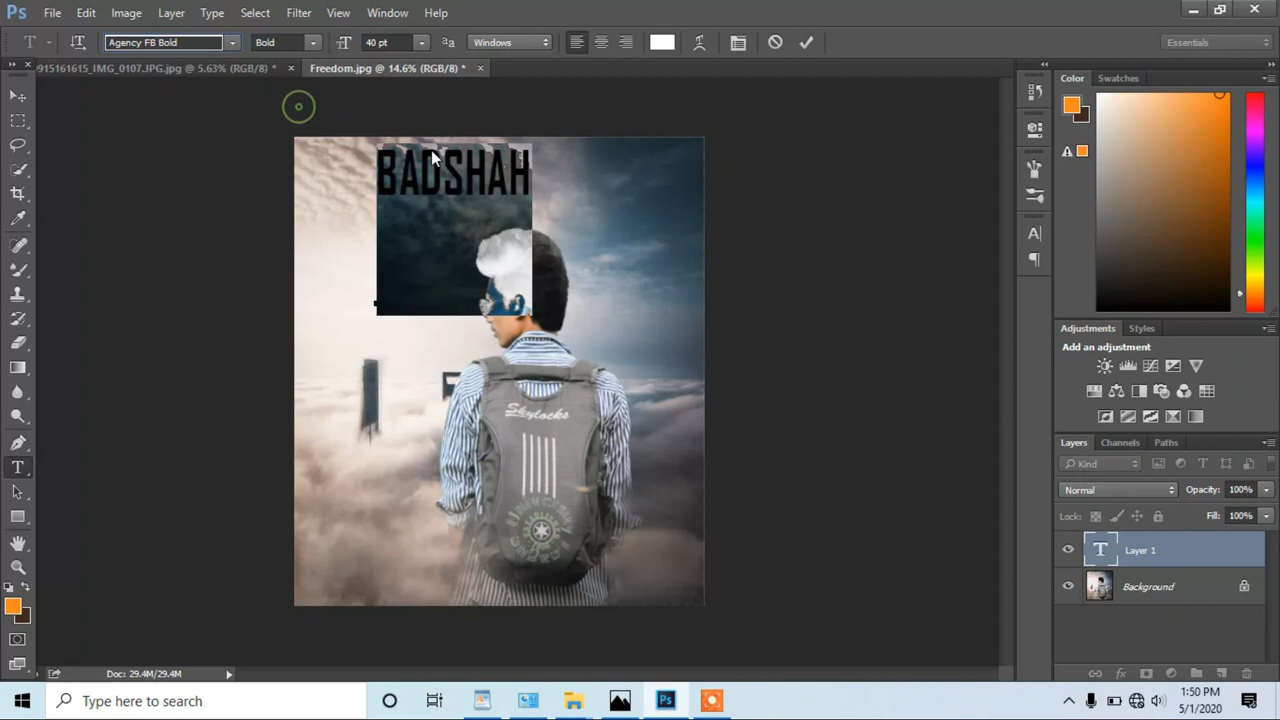 Ps File Edit Image Layer Type Select Filter View Window Help
T Agency FB Bold Bold 40 pt Windows Essentials
0915161615_IMG_0107.JPG.jpg @ 5.63% (RGB/8) * × Freedom.jpg @ 14.6% (RGB/8) * ×
Color Swatches
BADSHAH
Adjustments Styles
Add an adjustment
Skylocks
Layers Channels Paths
Kind
Normal Opacity: 100%
Lock: Fill: 100%
T Layer 1
Background
Doc: 29.4M/29.4M
Type here to search
Ps
1:50 PM
5/1/2020